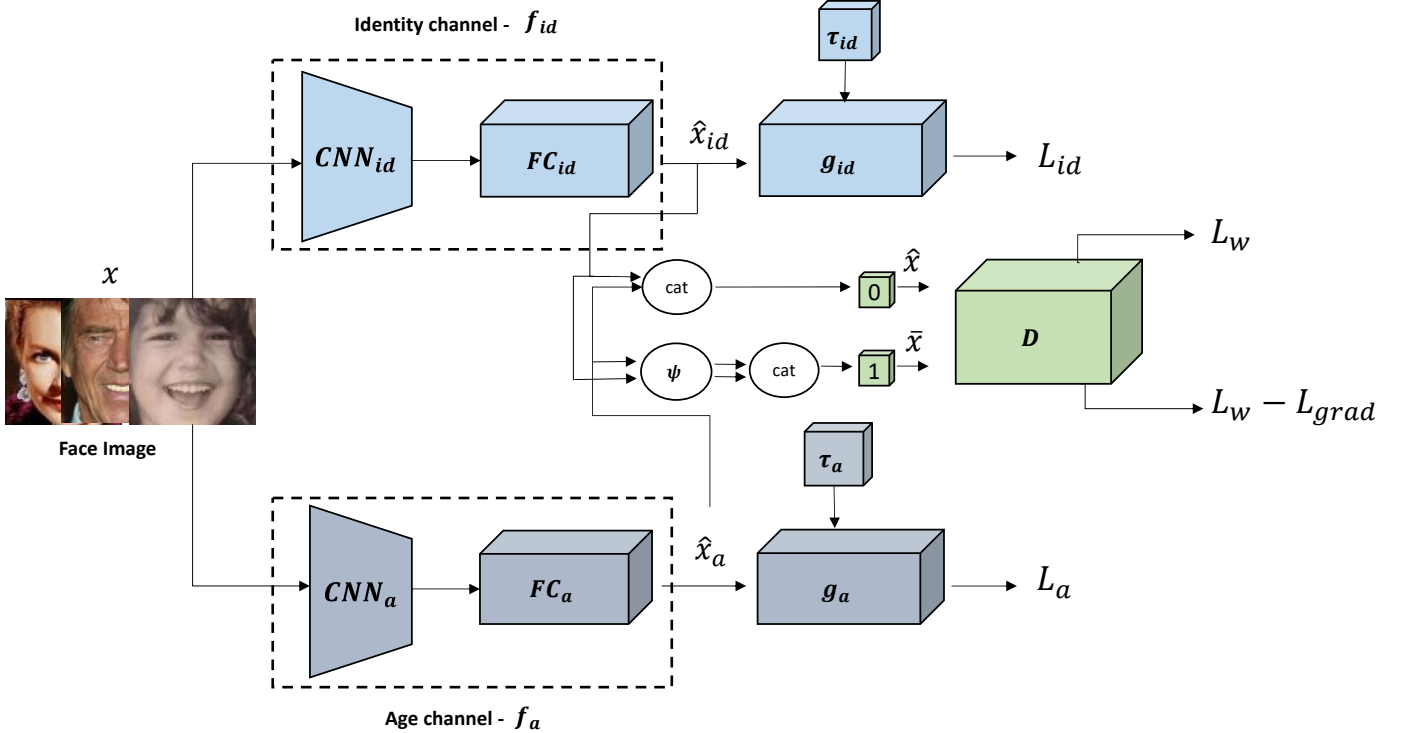 Identity channel - f_id
τ_id
CNN_id
FC_id
x̂_id
g_id
L_id
x
cat
0
x̂
L_w
D
ψ
cat
1
x̄
L_w − L_grad
Face Image
τ_a
CNN_a
FC_a
x̂_a
g_a
L_a
Age channel - f_a